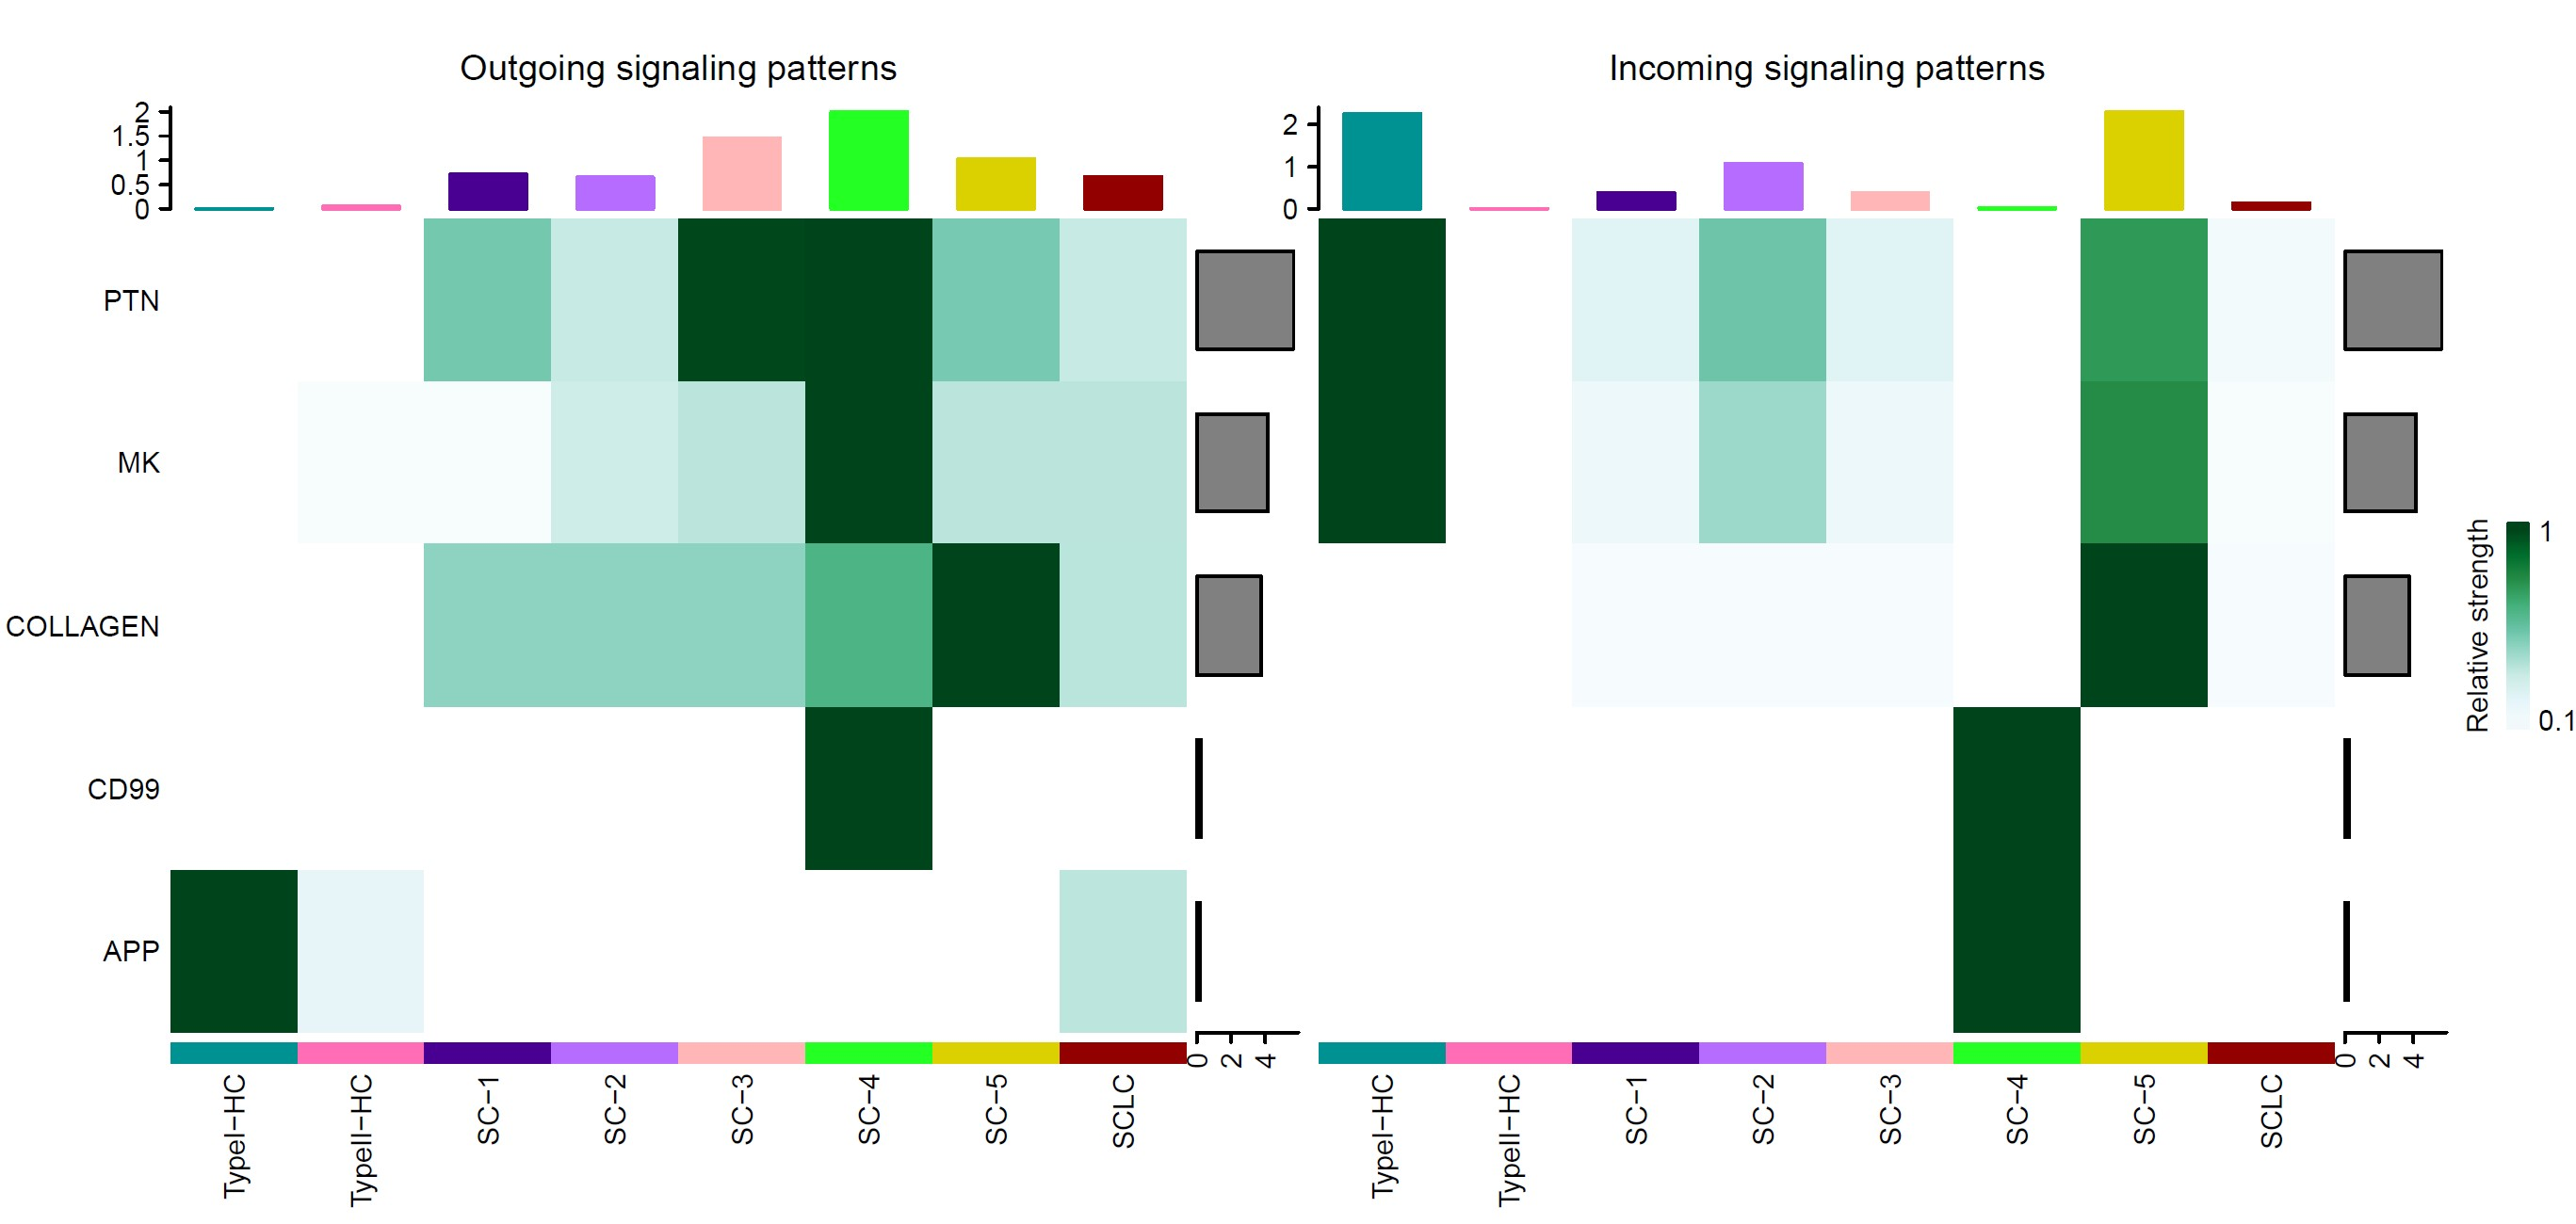 Outgoing signaling patterns
Incoming signaling patterns
2
1.5
1
0.5
0
2
1
0
PTN
MK
COLLAGEN
CD99
APP
Relative strength
1
0.1
0
2
4
0
2
4
TypeI−HC
TypeII−HC
SC−1
SC−2
SC−3
SC−4
SC−5
SCLC
TypeI−HC
TypeII−HC
SC−1
SC−2
SC−3
SC−4
SC−5
SCLC